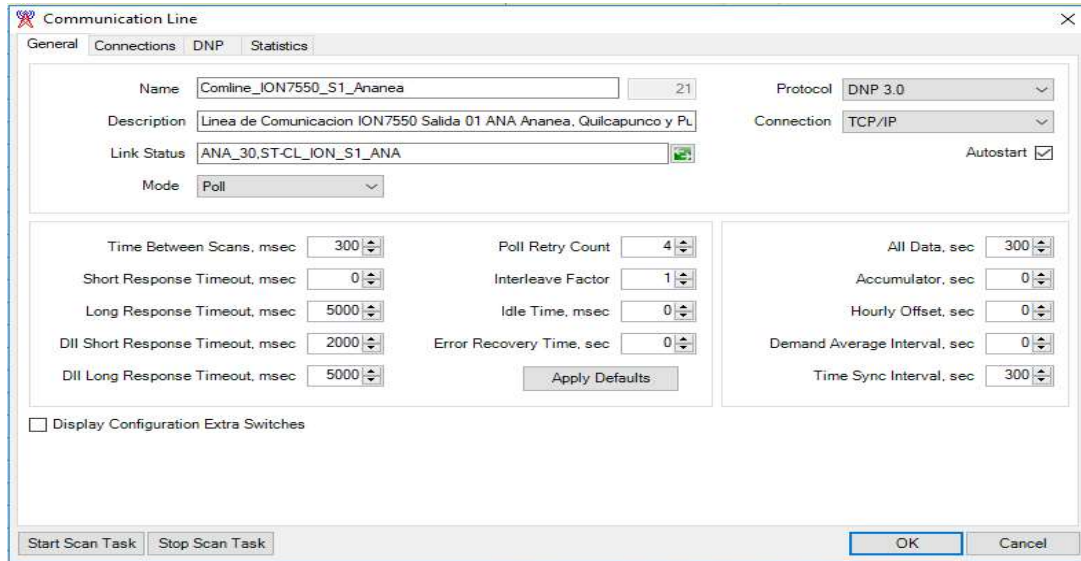 Communication Line
General Connections DNP Statistics
Name Comline_ION7550_S1_Ananea 21 Protocol DNP 3.0
Description Linea de Comunicacion ION7550 Salida 01 ANA Ananea, Quilcapunco y Pu Connection TCP/IP
Link Status ANA_30,ST-CL_ION_S1_ANA Autostart
Mode Poll
Time Between Scans, msec 300 Poll Retry Count 4 All Data, sec 300
Short Response Timeout, msec 0 Interleave Factor 1 Accumulator, sec 0
Long Response Timeout, msec 5000 Idle Time, msec 0 Hourly Offset, sec 0
DII Short Response Timeout, msec 2000 Error Recovery Time, sec 0 Demand Average Interval, sec 0
DII Long Response Timeout, msec 5000 Apply Defaults Time Sync Interval, sec 300
Display Configuration Extra Switches
Start Scan Task Stop Scan Task OK Cancel